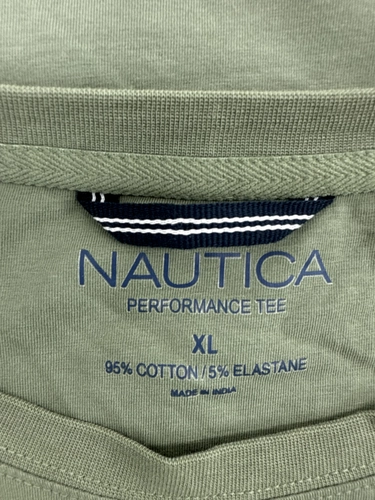 NAUTICA
PERFORMANCE TEE
XL
95% COTTON / 5% ELASTANE
MADE IN INDIA